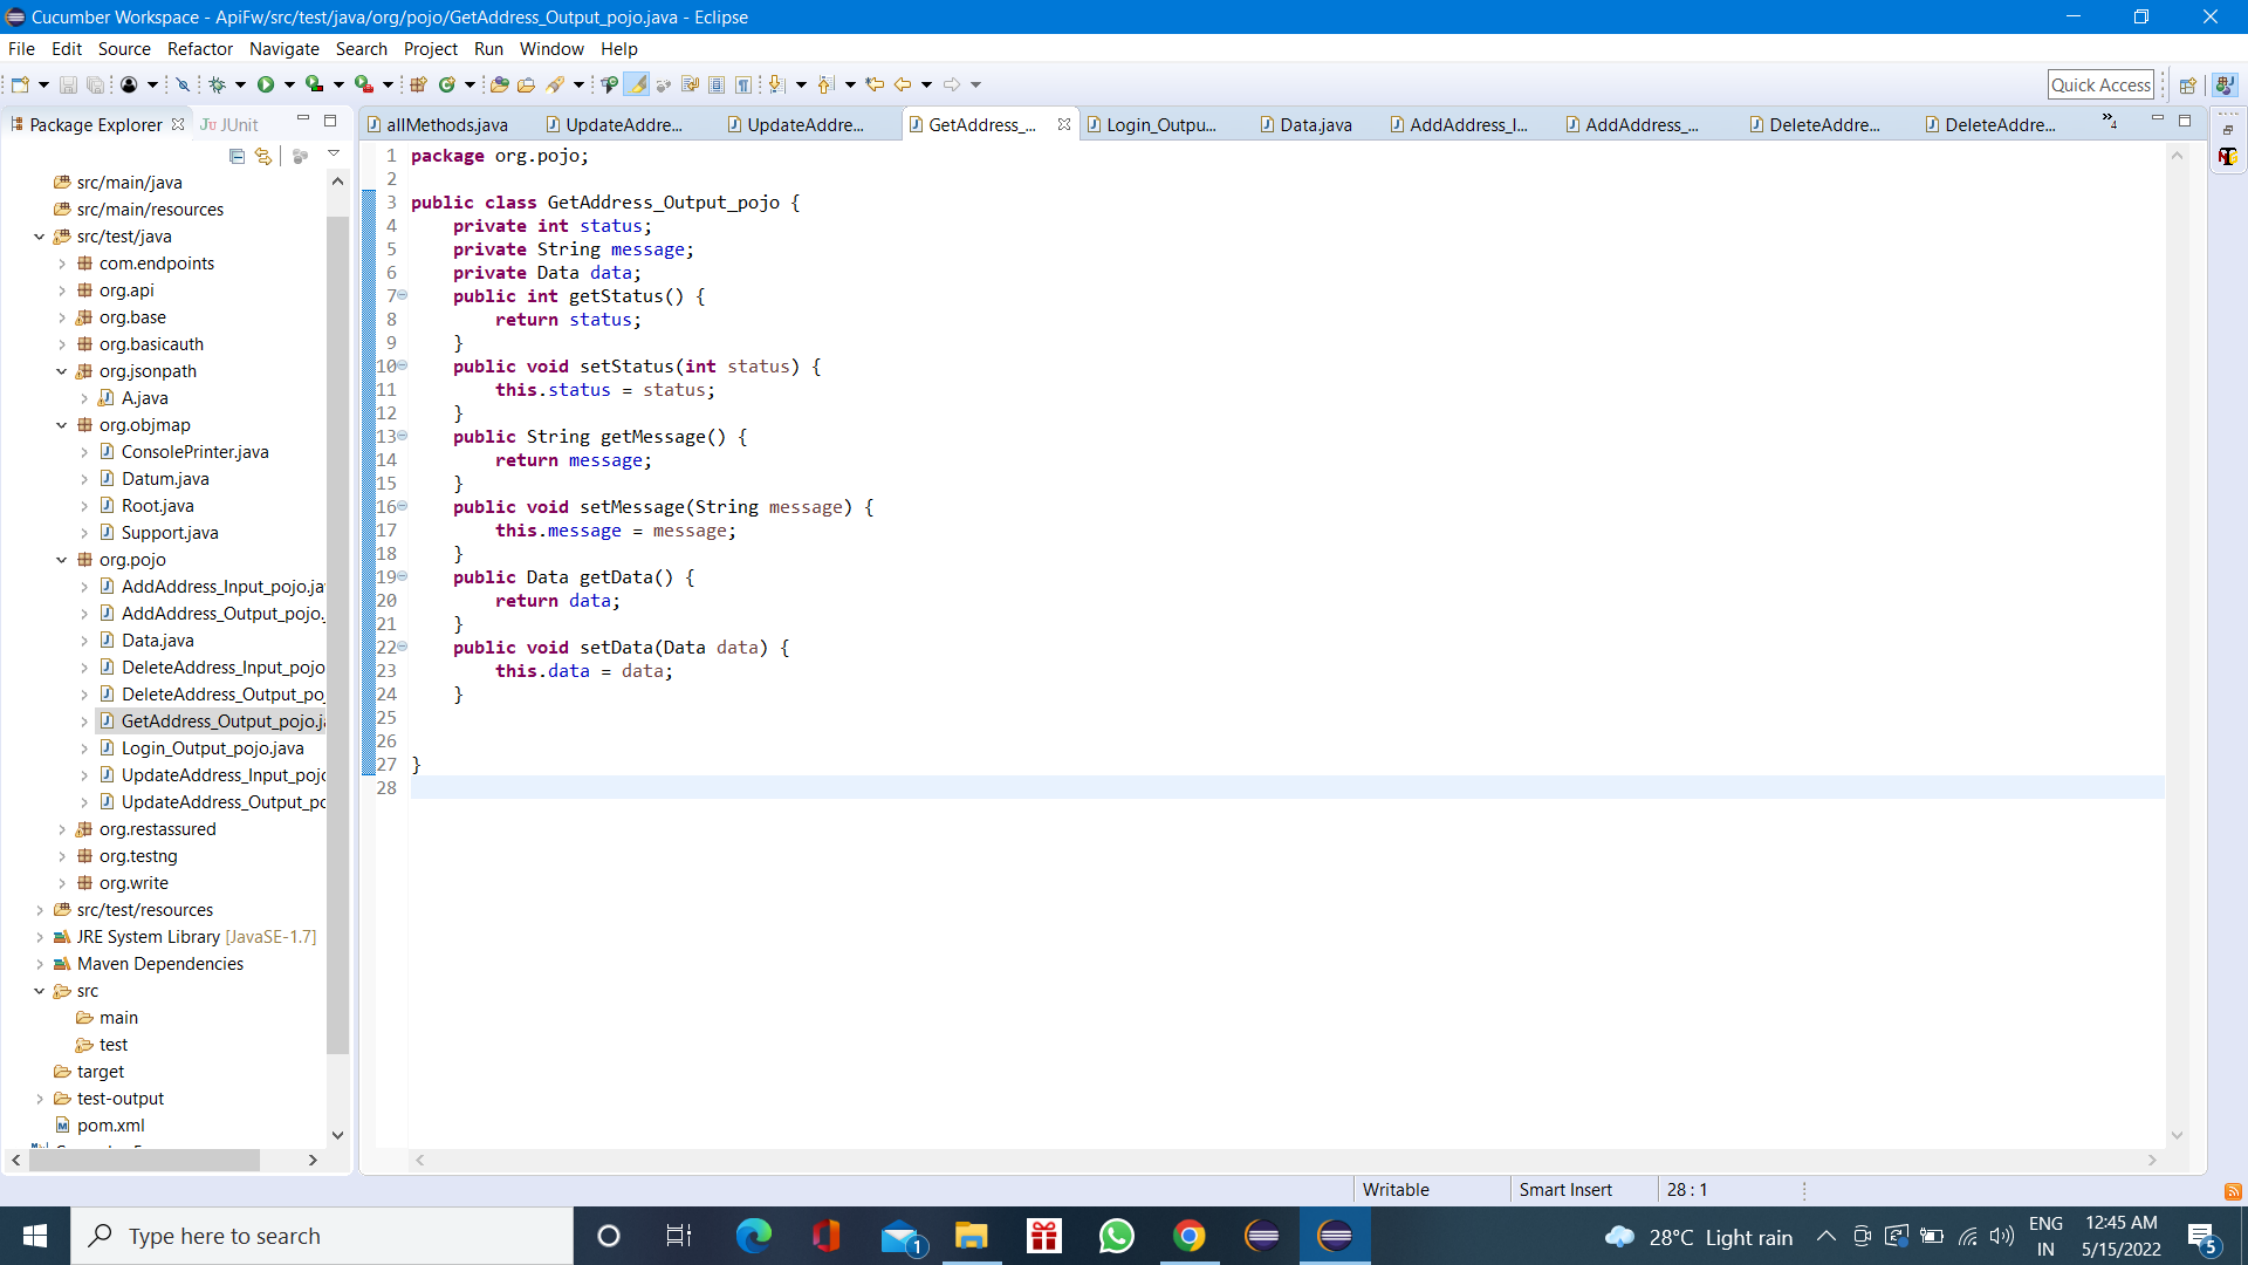 Cucumber Workspace - ApiFw/src/test/java/org/pojo/GetAddress_Output_pojo.java - Eclipse
File Edit Source Refactor Navigate Search Project Run Window Help
Quick Access
Package Explorer JUnit
allMethods.java UpdateAddre... UpdateAddre... GetAddress_... Login_Outpu... Data.java AddAddress_I... AddAddress_... DeleteAddre... DeleteAddre... »4
src/main/java
src/main/resources
src/test/java
com.endpoints
org.api
org.base
org.basicauth
org.jsonpath
A.java
org.objmap
ConsolePrinter.java
Datum.java
Root.java
Support.java
org.pojo
AddAddress_Input_pojo.ja
AddAddress_Output_pojo.
Data.java
DeleteAddress_Input_pojo
DeleteAddress_Output_po
GetAddress_Output_pojo.ja
Login_Output_pojo.java
UpdateAddress_Input_pojo
UpdateAddress_Output_po
org.restassured
org.testng
org.write
src/test/resources
JRE System Library [JavaSE-1.7]
Maven Dependencies
src
main
test
target
test-output
pom.xml
1 package org.pojo;
2
3 public class GetAddress_Output_pojo {
4 private int status;
5 private String message;
6 private Data data;
7 public int getStatus() {
8 return status;
9 }
10 public void setStatus(int status) {
11 this.status = status;
12 }
13 public String getMessage() {
14 return message;
15 }
16 public void setMessage(String message) {
17 this.message = message;
18 }
19 public Data getData() {
20 return data;
21 }
22 public void setData(Data data) {
23 this.data = data;
24 }
25
26
27 }
28
Writable Smart Insert 28 : 1
Type here to search
1
28°C Light rain
ENG
IN
12:45 AM
5/15/2022
5